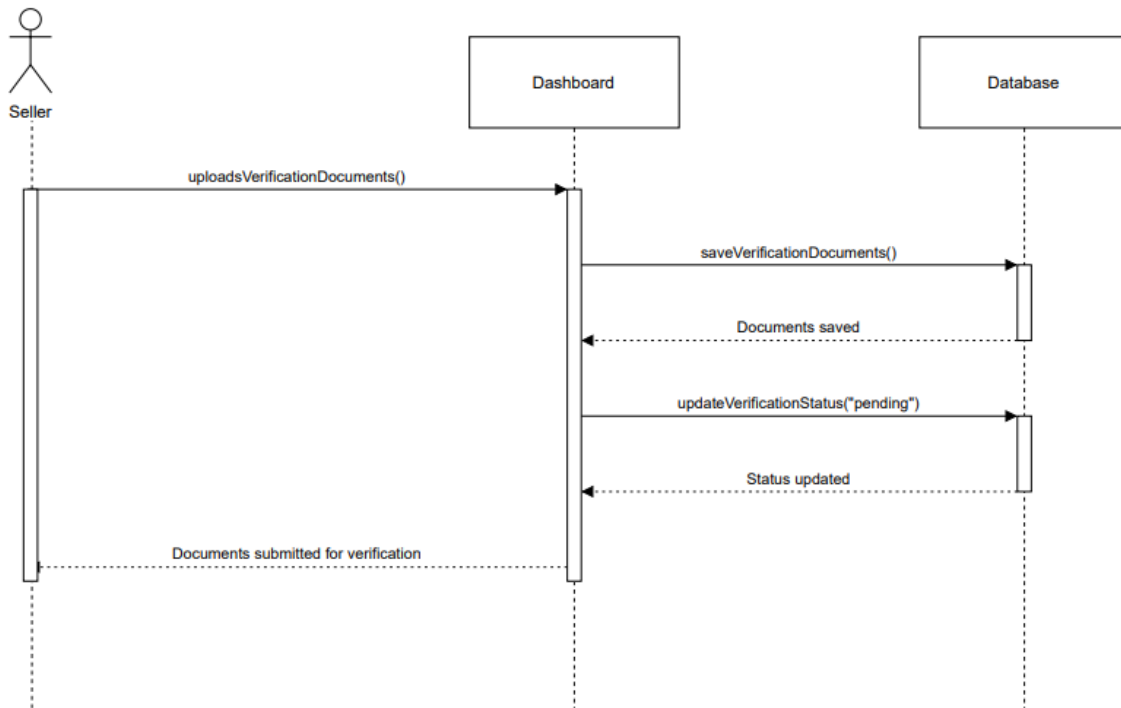 Seller
Dashboard
Database
uploadsVerificationDocuments()
saveVerificationDocuments()
Documents saved
updateVerificationStatus("pending")
Status updated
Documents submitted for verification